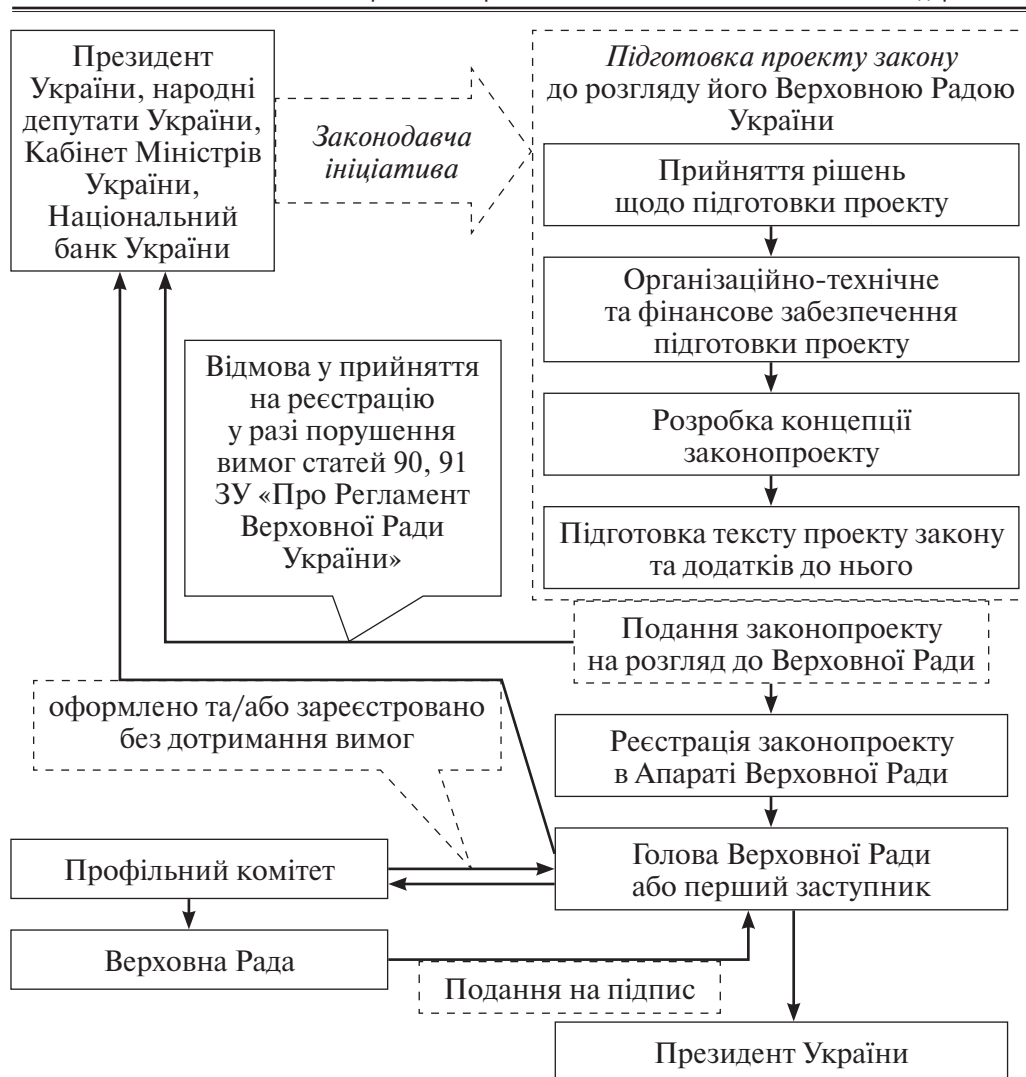 Президент
України, народні
депутати України,
Кабінет Міністрів
України,
Національний
банк України
Законодавча
ініціатива
Підготовка проекту закону
до розгляду його Верховною Радою
України
Прийняття рішень
щодо підготовки проекту
Організаційно-технічне
та фінансове забезпечення
підготовки проекту
Розробка концепції
законопроекту
Підготовка тексту проекту закону
та додатків до нього
Відмова у прийняття
на реєстрацію
у разі порушення
вимог статей 90, 91
ЗУ «Про Регламент
Верховної Ради
України»
Подання законопроекту
на розгляд до Верховної Ради
оформлено та/або зареєстровано
без дотримання вимог
Реєстрація законопроекту
в Апараті Верховної Ради
Профільний комітет
Голова Верховної Ради
або перший заступник
Верховна Рада
Подання на підпис
Президент України